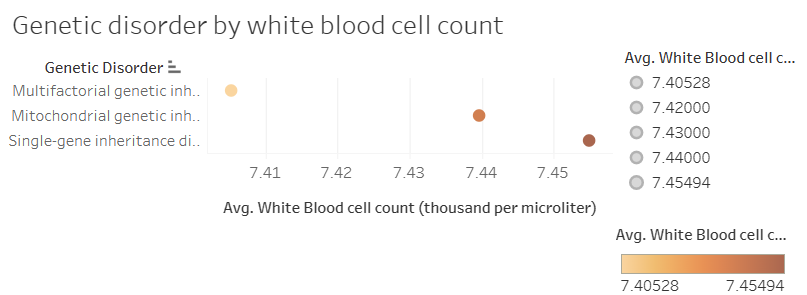 Genetic disorder by white blood cell count
Genetic Disorder
Multifactorial genetic inh..
Mitochondrial genetic inh..
Single-gene inheritance di..
7.41 7.42 7.43 7.44 7.45
Avg. White Blood cell count (thousand per microliter)
Avg. White Blood cell c...
7.40528
7.42000
7.43000
7.44000
7.45494
Avg. White Blood cell c...
7.40528 7.45494